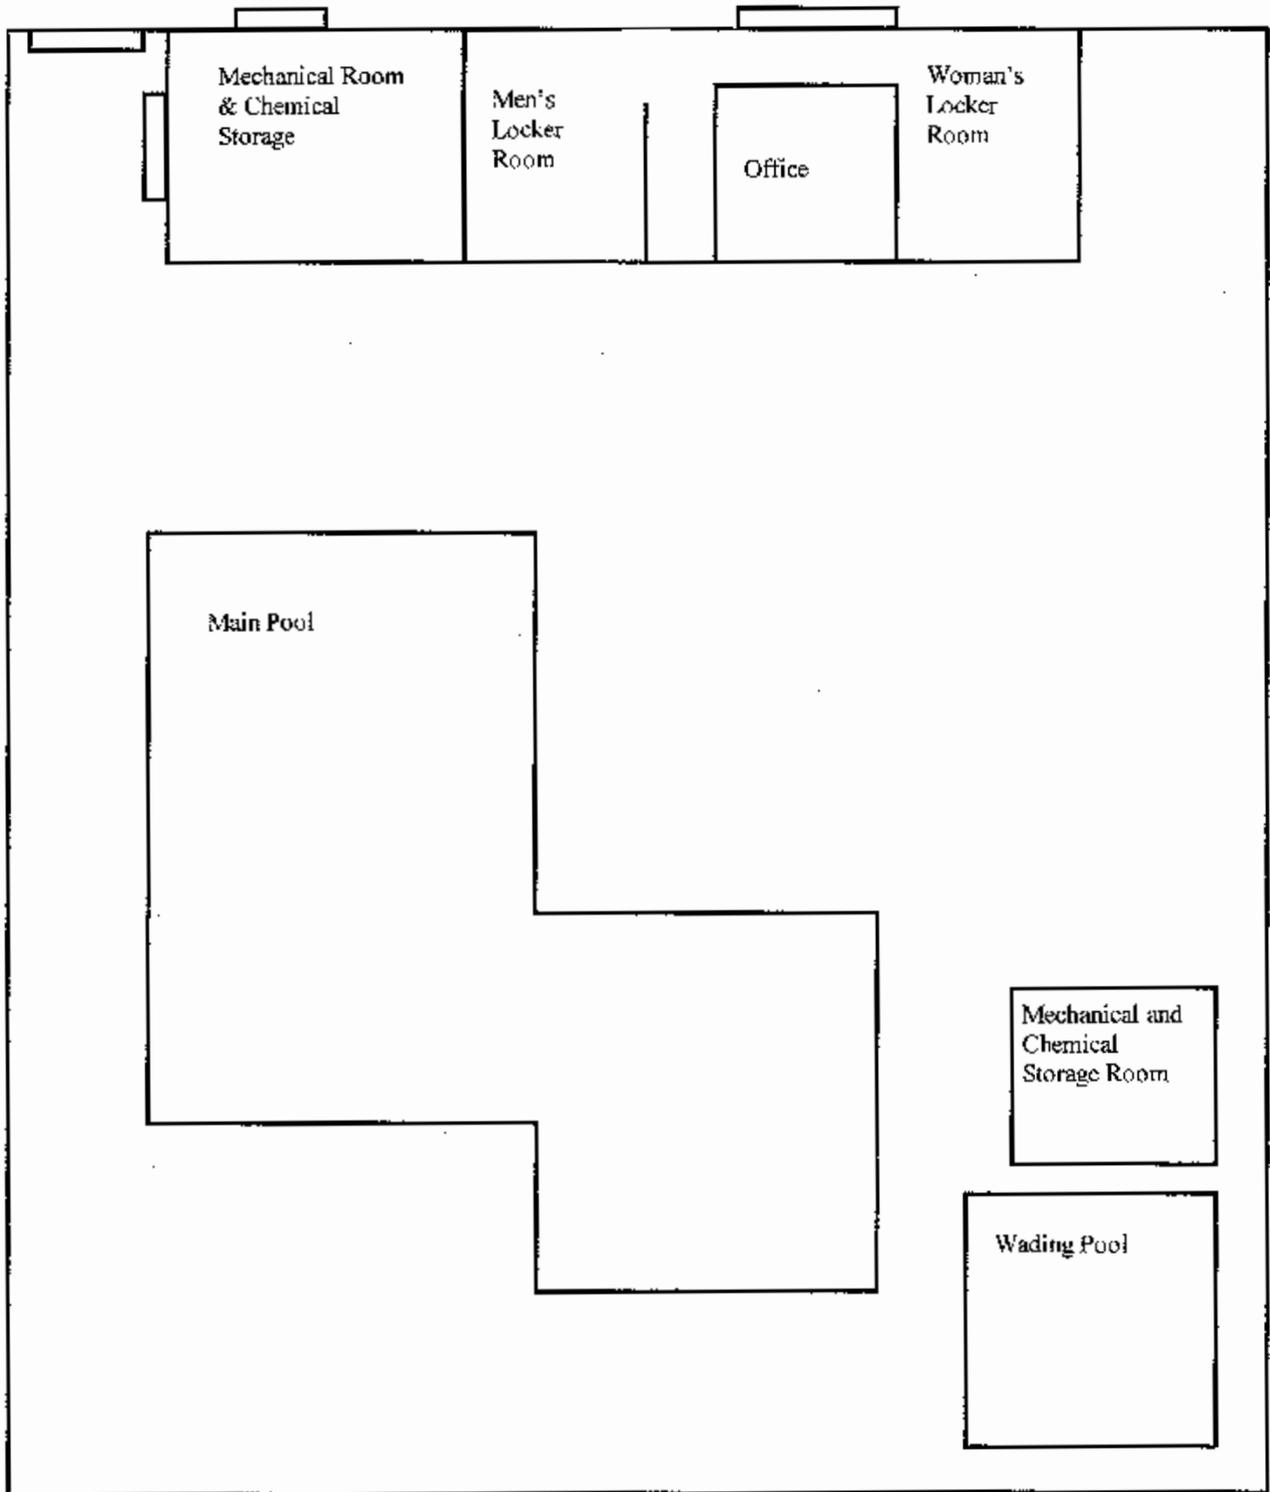 Mechanical Room
& Chemical
Storage
Men's
Locker
Room
Office
Woman's
Locker
Room
Main Pool
Mechanical and
Chemical
Storage Room
Wading Pool